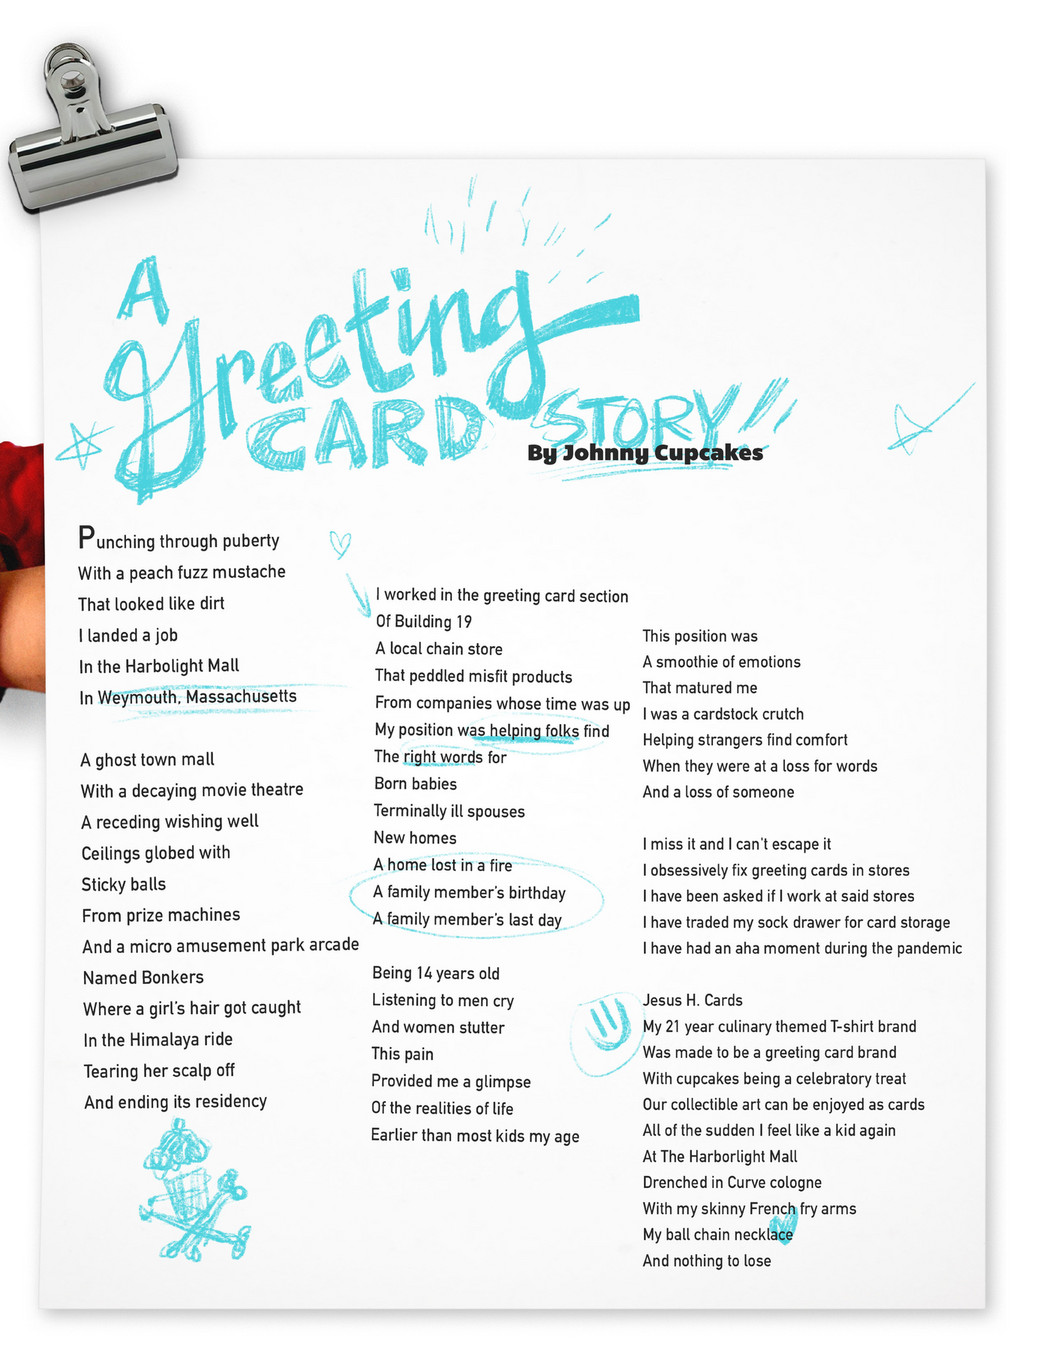 A
Greeting
CARD STORY
By Johnny Cupcakes
Punching through puberty
With a peach fuzz mustache
That looked like dirt
I landed a job
In the Harbolight Mall
In Weymouth, Massachusetts
A ghost town mall
With a decaying movie theatre
A receding wishing well
Ceilings globed with
Sticky balls
From prize machines
And a micro amusement park arcade
Named Bonkers
Where a girl's hair got caught
In the Himalaya ride
Tearing her scalp off
And ending its residency
I worked in the greeting card section
Of Building 19
A local chain store
That peddled misfit products
From companies whose time was up
My position was helping folks find
The right words for
Born babies
Terminally ill spouses
New homes
A home lost in a fire
A family member's birthday
A family member's last day
Being 14 years old
Listening to men cry
And women stutter
This pain
Provided me a glimpse
Of the realities of life
Earlier than most kids my age
This position was
A smoothie of emotions
That matured me
I was a cardstock crutch
Helping strangers find comfort
When they were at a loss for words
And a loss of someone
I miss it and I can't escape it
I obsessively fix greeting cards in stores
I have been asked if I work at said stores
I have traded my sock drawer for card storage
I have had an aha moment during the pandemic
Jesus H. Cards
My 21 year culinary themed T-shirt brand
Was made to be a greeting card brand
With cupcakes being a celebratory treat
Our collectible art can be enjoyed as cards
All of the sudden I feel like a kid again
At The Harborlight Mall
Drenched in Curve cologne
With my skinny French fry arms
My ball chain necklace
And nothing to lose